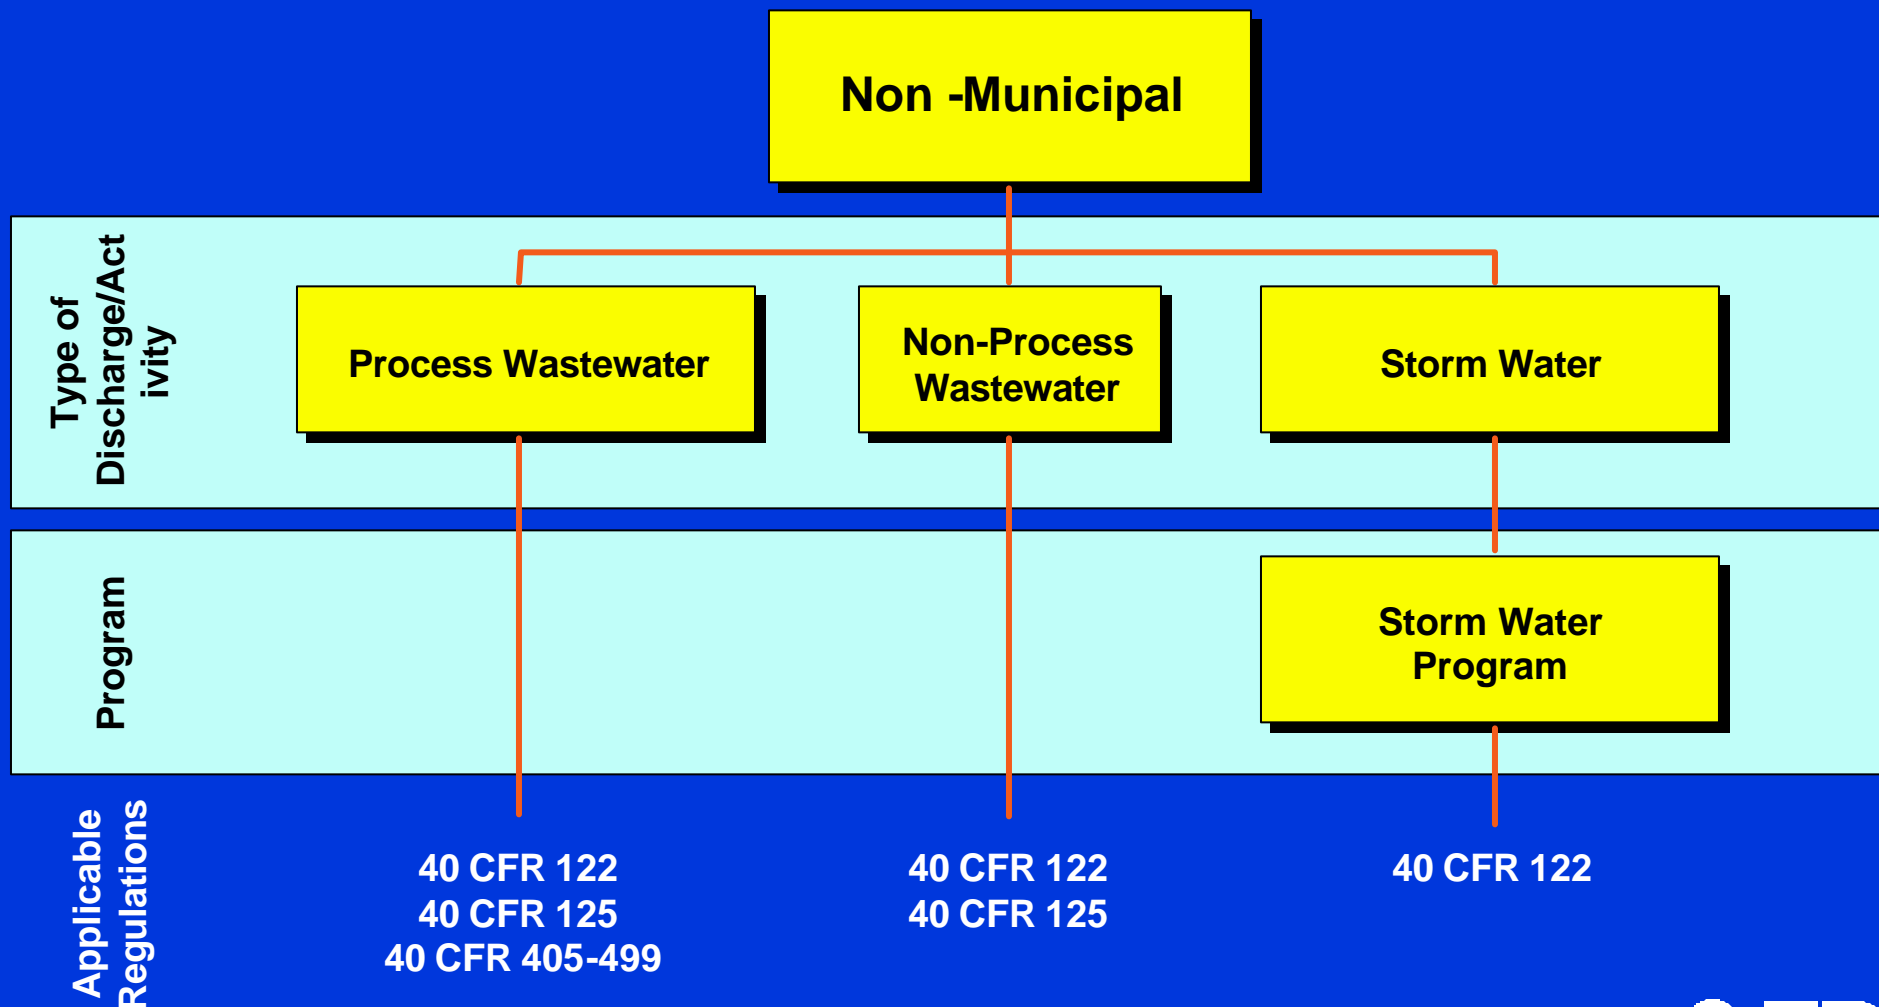 Non -Municipal
Type of
Discharge/Act
ivity
Process Wastewater
Non-Process
Wastewater
Storm Water
Program
Storm Water
Program
Applicable
Regulations
40 CFR 122
40 CFR 125
40 CFR 405-499
40 CFR 122
40 CFR 125
40 CFR 122